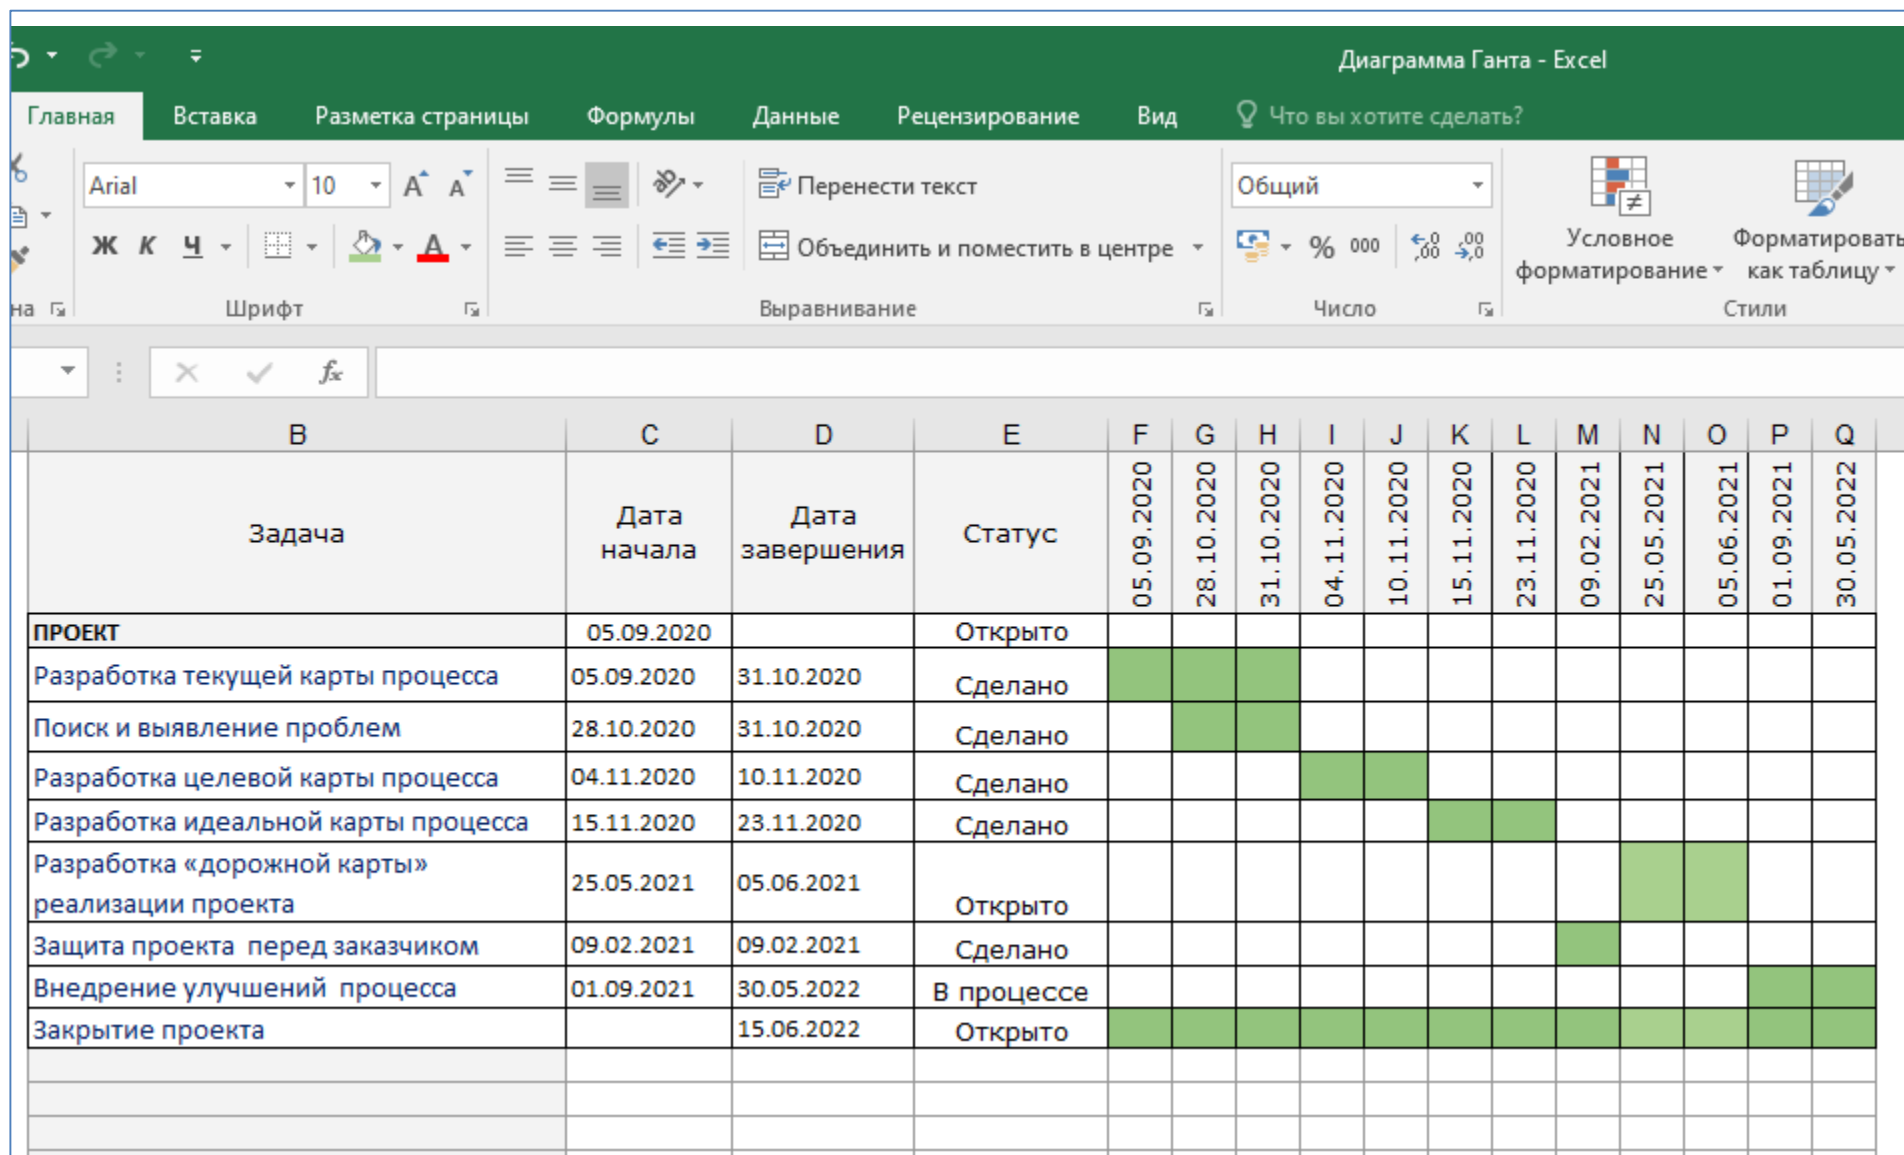 Диаграмма Ганта - Excel
Главная Вставка Разметка страницы Формулы Данные Рецензирование Вид Что вы хотите сделать?
Arial 10 Перенести текст Общий
Ж К Ч Объединить и поместить в центре % 000 Условное форматирование Форматировать как таблицу
на Шрифт Выравнивание Число Стили
fx
B C D E F G H I J K L M N O P Q
Задача Дата начала Дата завершения Статус 05.09.2020 28.10.2020 31.10.2020 04.11.2020 10.11.2020 15.11.2020 23.11.2020 09.02.2021 25.05.2021 05.06.2021 01.09.2021 30.05.2022
ПРОЕКТ 05.09.2020 Открыто
Разработка текущей карты процесса 05.09.2020 31.10.2020 Сделано
Поиск и выявление проблем 28.10.2020 31.10.2020 Сделано
Разработка целевой карты процесса 04.11.2020 10.11.2020 Сделано
Разработка идеальной карты процесса 15.11.2020 23.11.2020 Сделано
Разработка «дорожной карты»
реализации проекта 25.05.2021 05.06.2021 Открыто
Защита проекта перед заказчиком 09.02.2021 09.02.2021 Сделано
Внедрение улучшений процесса 01.09.2021 30.05.2022 В процессе
Закрытие проекта 15.06.2022 Открыто